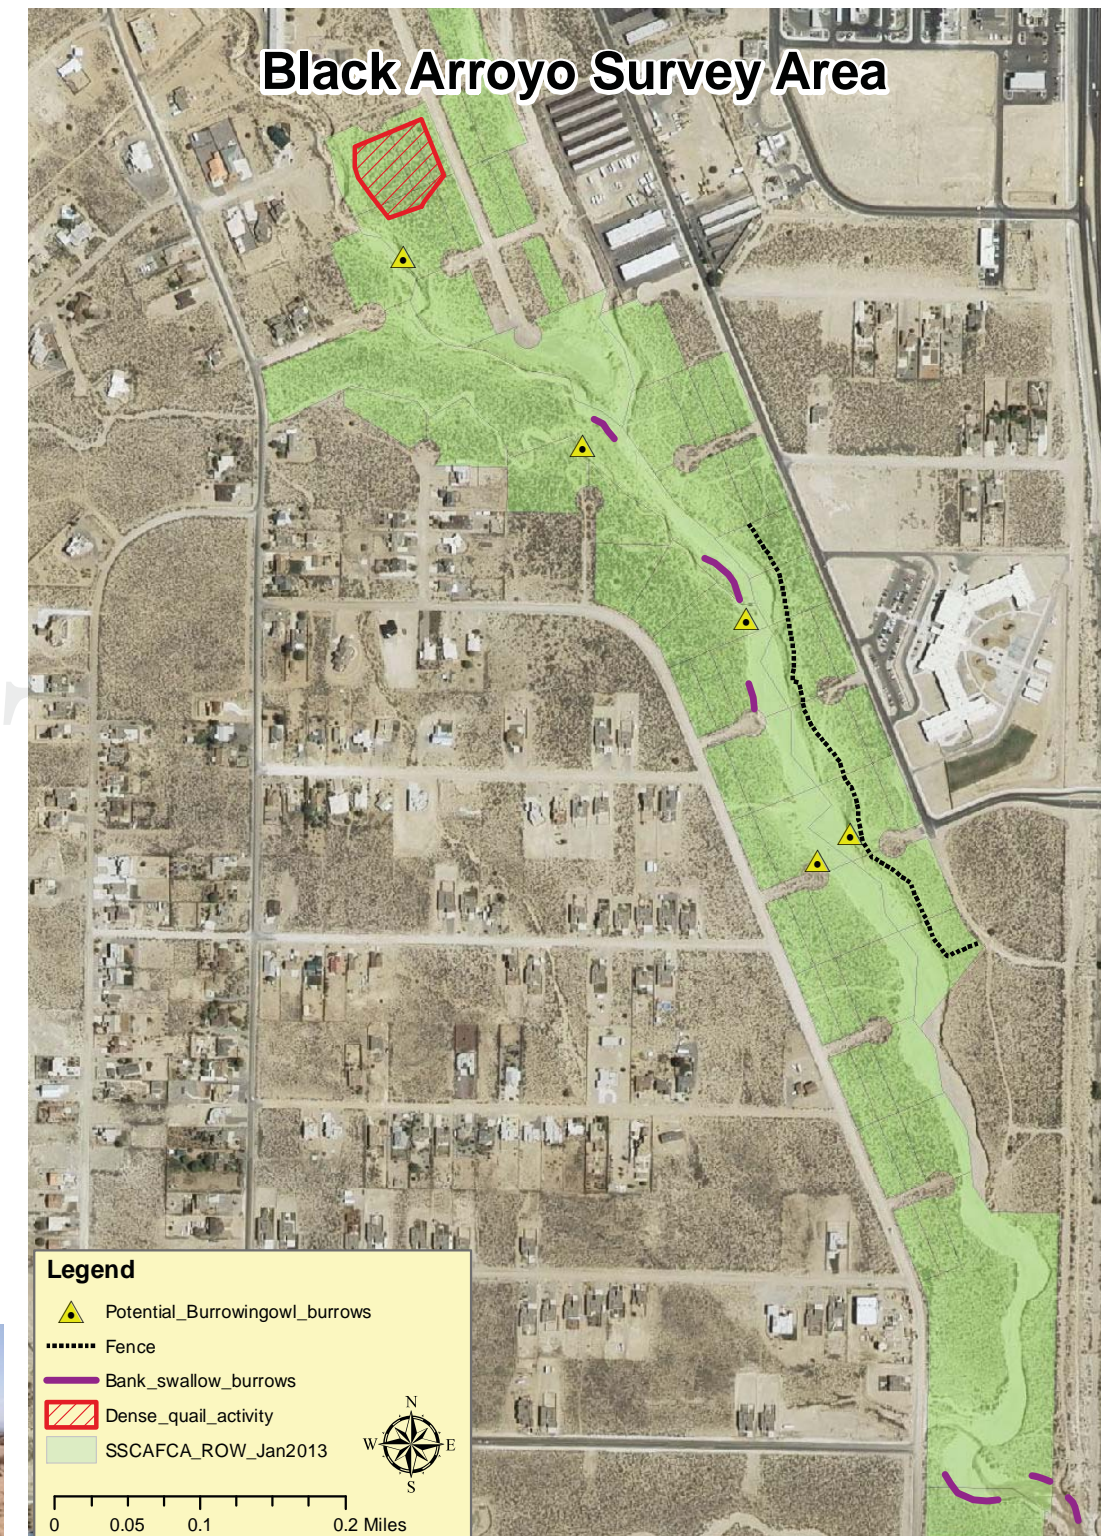 Black Arroyo Survey Area
Legend
Potential_Burrowingowl_burrows
Fence
Bank_swallow_burrows
Dense_quail_activity
SSCAFCA_ROW_Jan2013
N
W E
S
0 0.05 0.1 0.2 Miles